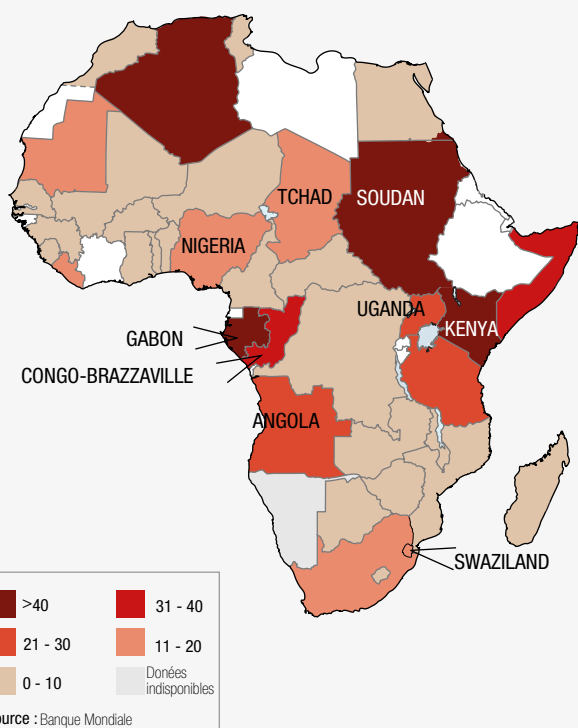 TCHAD
SOUDAN
NIGERIA
UGANDA
KENYA
GABON
CONGO-BRAZZAVILLE
ANGOLA
SWAZILAND
>40
31 - 40
21 - 30
11 - 20
0 - 10
Donées
indisponibles
ource : Banque Mondiale